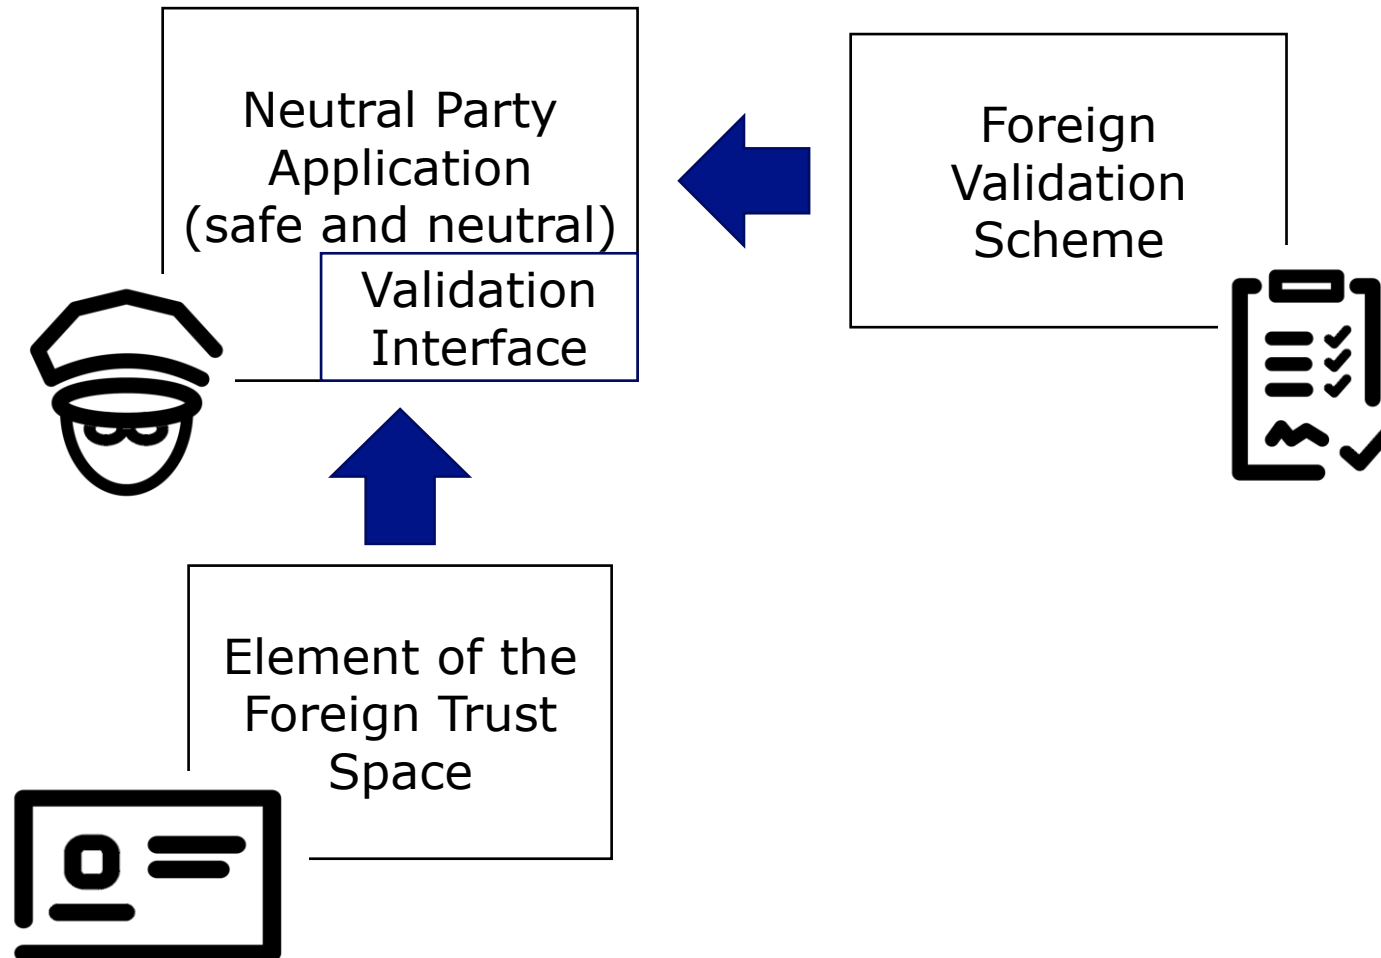 Neutral Party
Application
(safe and neutral)
Validation
Interface
Foreign
Validation
Scheme
Element of the
Foreign Trust
Space